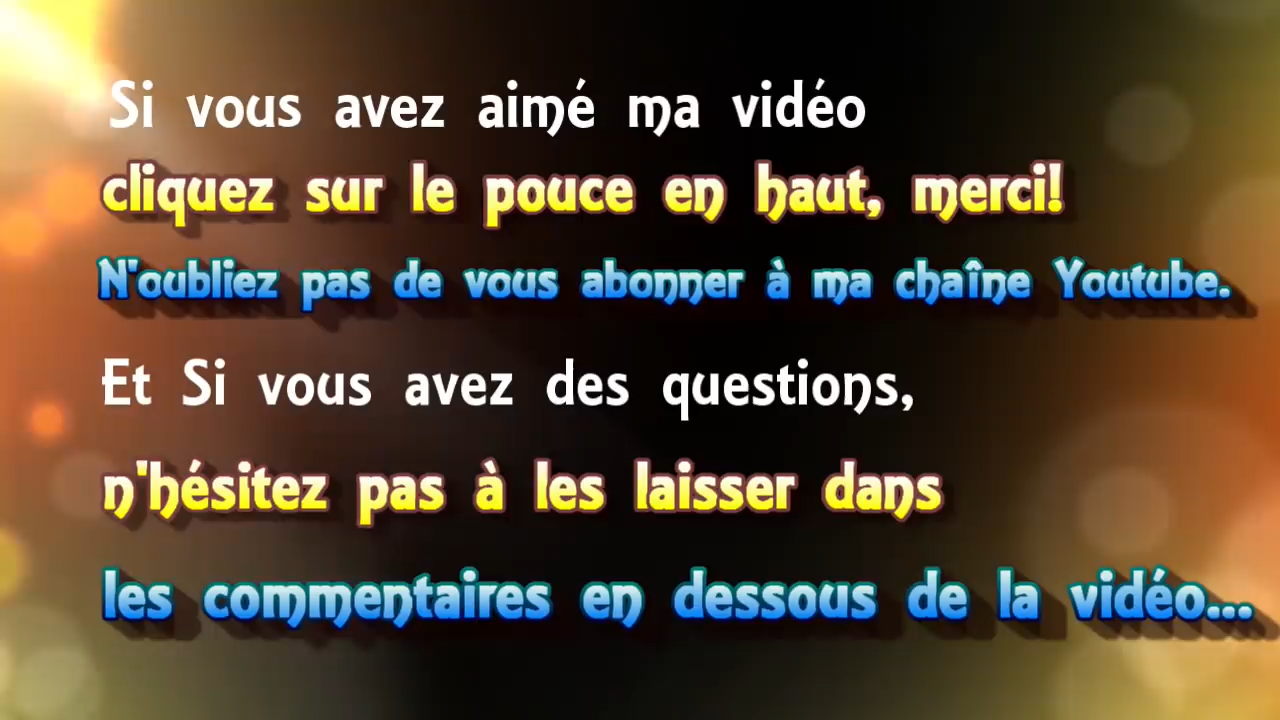 Si vous avez aimé ma vidéo
cliquez sur le pouce en haut, merci!
N'oubliez pas de vous abonner à ma chaîne Youtube.
Et Si vous avez des questions,
n'hésitez pas à les laisser dans
les commentaires en dessous de la vidéo...